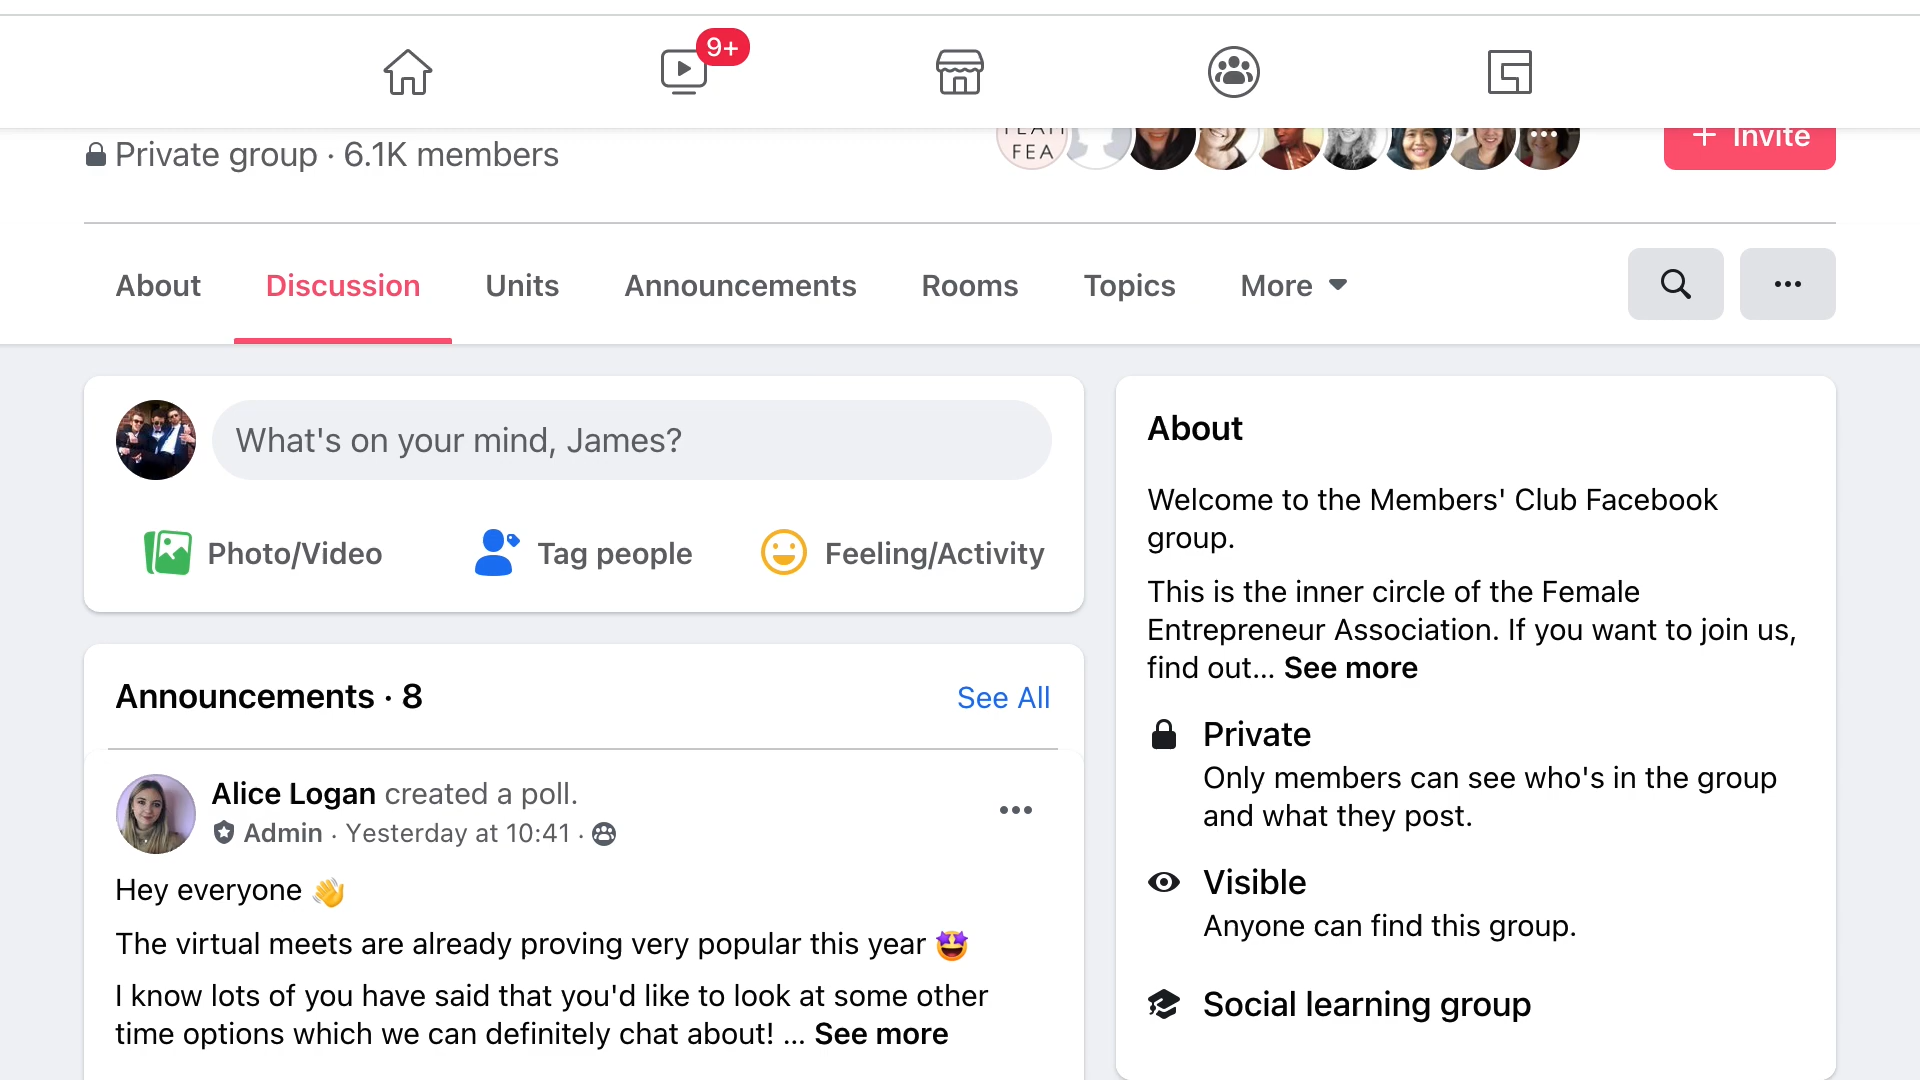 9+
Private group · 6.1K members
FEA
+ Invite
About Discussion Units Announcements Rooms Topics More
What's on your mind, James?
Photo/Video Tag people Feeling/Activity
Announcements · 8 See All
Alice Logan created a poll.
Admin · Yesterday at 10:41 ·
Hey everyone 👋
The virtual meets are already proving very popular this year 🤩
I know lots of you have said that you'd like to look at some other
time options which we can definitely chat about! ... See more
About
Welcome to the Members' Club Facebook
group.
This is the inner circle of the Female
Entrepreneur Association. If you want to join us,
find out... See more
Private
Only members can see who's in the group
and what they post.
Visible
Anyone can find this group.
Social learning group